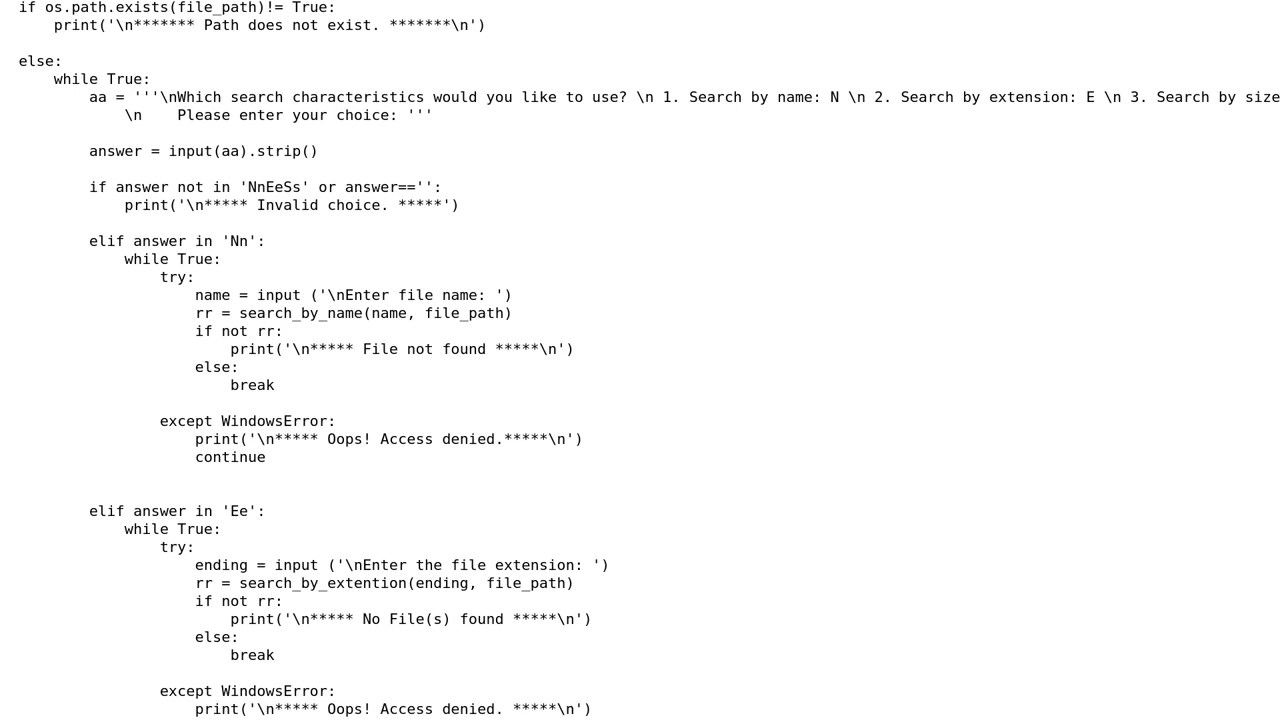 if os.path.exists(file_path)!= True:
    print('\n******* Path does not exist. *******\n')
else:
    while True:
        aa = '''\nWhich search characteristics would you like to use? \n 1. Search by name: N \n 2. Search by extension: E \n 3. Search by size
            \n    Please enter your choice: '''
        answer = input(aa).strip()
        if answer not in 'NnEeSs' or answer=='':
            print('\n***** Invalid choice. *****')
        elif answer in 'Nn':
            while True:
                try:
                    name = input ('\nEnter file name: ')
                    rr = search_by_name(name, file_path)
                    if not rr:
                        print('\n***** File not found *****\n')
                    else:
                        break
                except WindowsError:
                    print('\n***** Oops! Access denied.*****\n')
                    continue
        elif answer in 'Ee':
            while True:
                try:
                    ending = input ('\nEnter the file extension: ')
                    rr = search_by_extention(ending, file_path)
                    if not rr:
                        print('\n***** No File(s) found *****\n')
                    else:
                        break
                except WindowsError:
                    print('\n***** Oops! Access denied. *****\n')